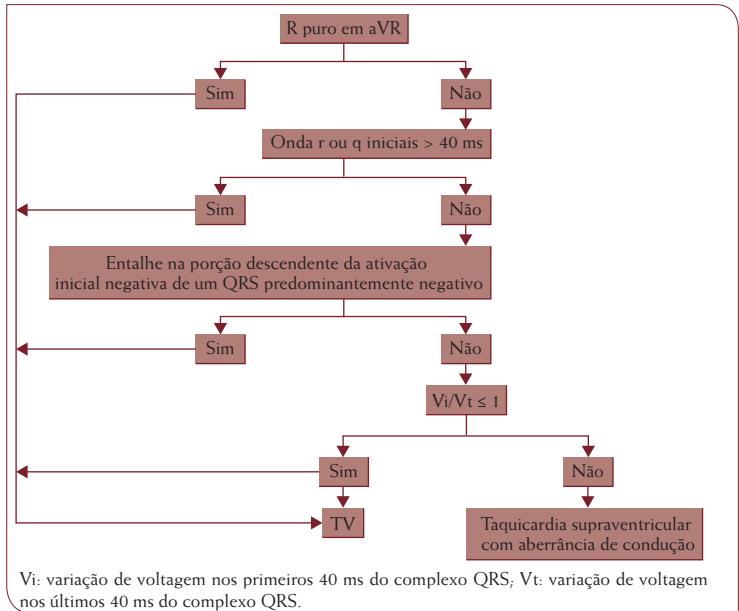 R puro em aVR
Sim
Não
Onda r ou q iniciais > 40 ms
Sim
Não
Entalhe na porção descendente da ativação
inicial negativa de um QRS predominantemente negativo
Sim
Não
Vi/Vt ≤ 1
Sim
Não
TV
Taquicardia supraventricular
com aberrância de condução
Vi: variação de voltagem nos primeiros 40 ms do complexo QRS; Vt: variação de voltagem
nos últimos 40 ms do complexo QRS.